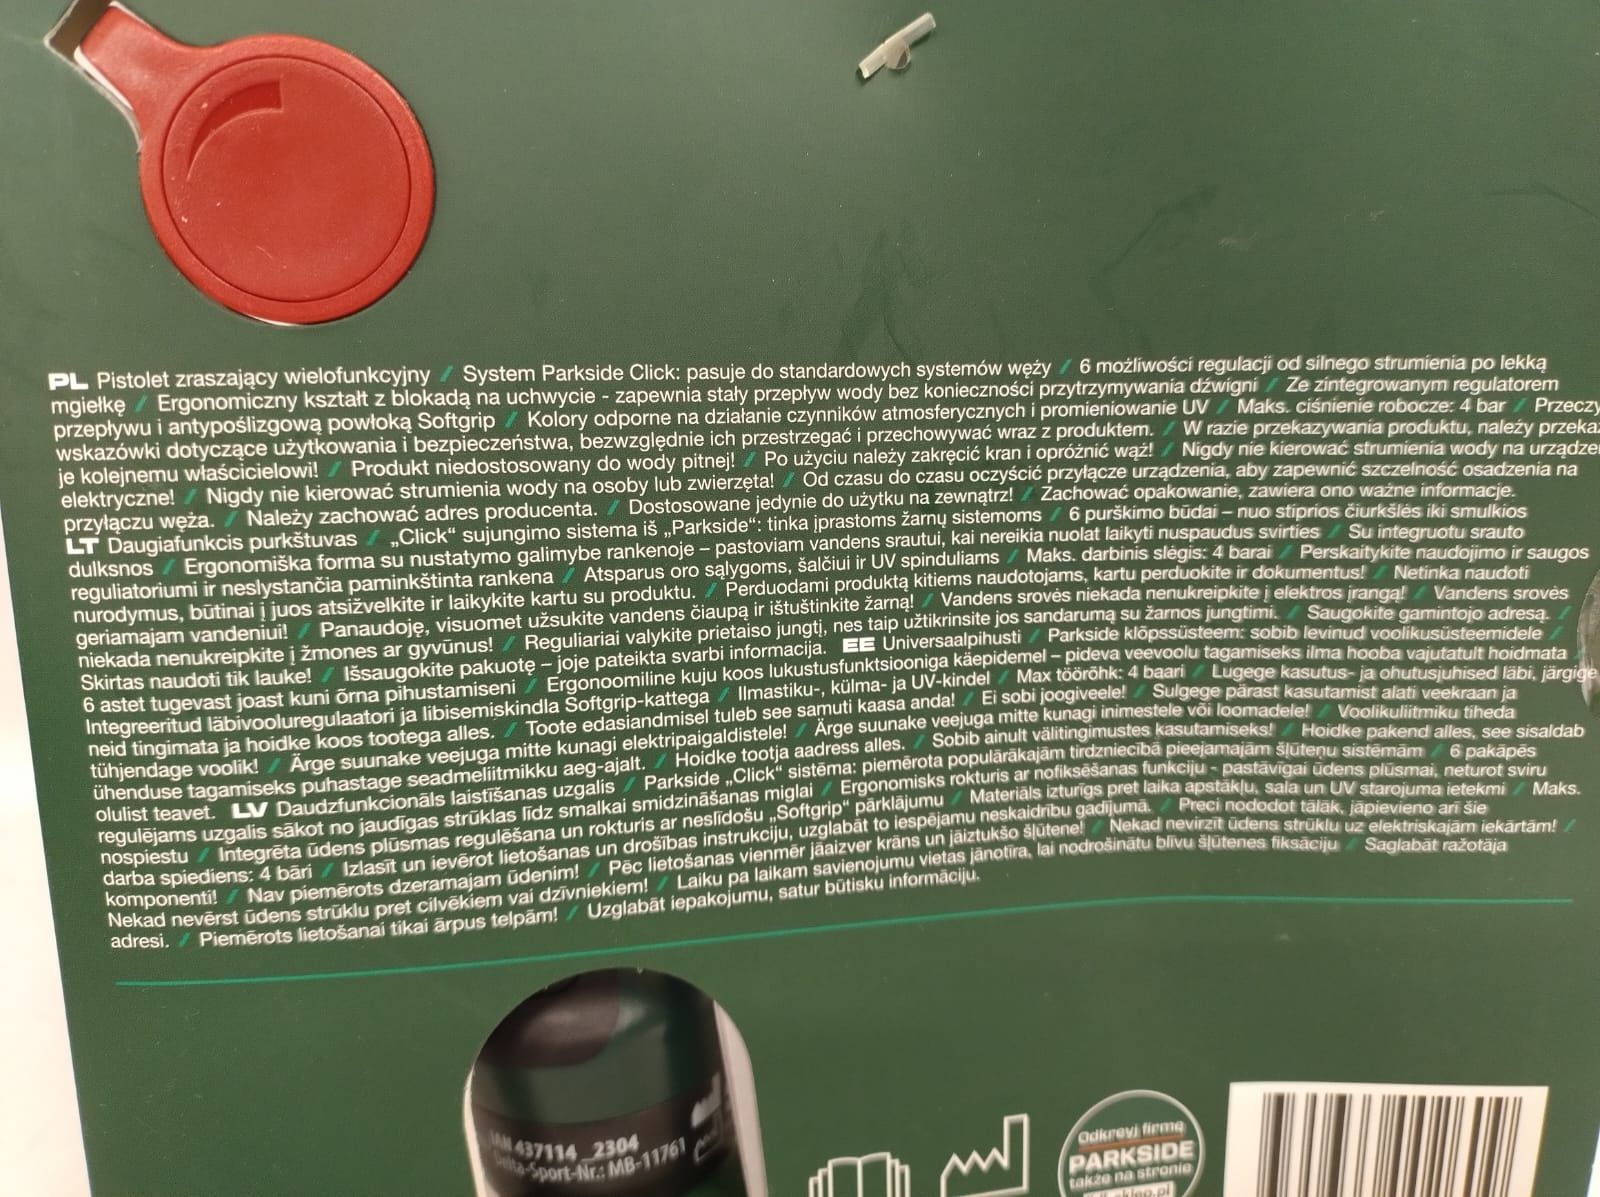 PL Pistolet zraszający wielofunkcyjny / System Parkside Click: pasuje do standardowych systemów węży / 6 możliwości regulacji od silnego strumienia po lekką
mgiełkę / Ergonomiczny kształt z blokadą na uchwycie - zapewnia stały przepływ wody bez konieczności przytrzymywania dźwigni / Ze zintegrowanym regulatorem
przepływu i antypoślizgową powłoką Softgrip / Kolory odporne na działanie czynników atmosferycznych i promieniowanie UV / Maks. ciśnienie robocze: 4 bar / Przeczy
wskazówki dotyczące użytkowania i bezpieczeństwa, bezwzględnie ich przestrzegać i przechowywać wraz z produktem. / W razie przekazywania produktu, należy przeka
je kolejnemu właścicielowi! / Produkt niedostosowany do wody pitnej! / Po użyciu należy zakręcić kran i opróżnić wąż! / Nigdy nie kierować strumienia wody na urządze
elektryczne! / Nigdy nie kierować strumienia wody na osoby lub zwierzęta! / Od czasu do czasu oczyścić przyłącze urządzenia, aby zapewnić szczelność osadzenia na
przyłączu węża. / Należy zachować adres producenta. / Dostosowane jedynie do użytku na zewnątrz! / Zachować opakowanie, zawiera ono ważne informacje.
LT Daugiafunkcis purkštuvas / „Click“ sujungimo sistema iš „Parkside“: tinka įprastoms žarnų sistemoms / 6 purškimo būdai – nuo stiprios čiurkšlės iki smulkios
dulksnos / Ergonomiška forma su nustatymo galimybe rankenoje – pastoviam vandens srautui, kai nereikia nuolat laikyti nuspaudus svirties / Su integruotu srauto
reguliatoriumi ir neslystančia paminkštinta rankena / Atsparus oro sąlygoms, šalčiui ir UV spinduliams / Maks. darbinis slėgis: 4 barai / Perskaitykite naudojimo ir saugos
nurodymus, būtinai į juos atsižvelkite ir laikykite kartu su produktu. / Perduodami produktą kitiems naudotojams, kartu perduokite ir dokumentus! / Netinka naudoti
geriamajam vandeniui! / Panaudoję, visuomet užsukite vandens čiaupą ir ištuštinkite žarną! / Vandens srovės niekada nenukreipkite į elektros įrangą! / Vandens srovės
niekada nenukreipkite į žmones ar gyvūnus! / Reguliariai valykite prietaiso jungtį, nes taip užtikrinsite jos sandarumą su žarnos jungtimi. / Saugokite gamintojo adresą. /
Skirtas naudoti tik lauke! / Išsaugokite pakuotę – joje pateikta svarbi informacija. EE Universaalpihusti / Parkside klõpssüsteem: sobib levinud voolikusüsteemidele /
6 astet tugevast joast kuni õrna pihustamiseni / Ergonoomiline kuju koos lukustusfunktsiooniga käepidemel – pideva veevoolu tagamiseks ilma hooba vajutatult hoidmata /
Integreeritud läbivooluregulaatori ja libisemiskindla Softgrip-kattega / Ilmastiku-, külma- ja UV-kindel / Max töörõhk: 4 baari / Lugege kasutus- ja ohutusjuhised läbi, järgige
neid tingimata ja hoidke koos tootega alles. / Toote edasiandmisel tuleb see samuti kaasa anda! / Ei sobi joogiveele! / Sulgege pärast kasutamist alati veekraan ja
tühjendage voolik! / Ärge suunake veejuga mitte kunagi elektripaigaldistele! / Ärge suunake veejuga mitte kunagi inimestele või loomadele! / Voolikuliitmiku tiheda
ühenduse tagamiseks puhastage seadmeliitmikku aeg-ajalt. / Hoidke tootja aadress alles. / Sobib ainult välitingimustes kasutamiseks! / Hoidke pakend alles, see sisaldab
olulist teavet. LV Daudzfunkcionāls laistīšanas uzgalis / Parkside „Click“ sistēma: piemērota populārākajām tirdzniecībā pieejamajām šļūteņu sistēmām / 6 pakāpēs
regulējams uzgalis sākot no jaudīgas strūklas līdz smalkai smidzināšanas miglai / Ergonomisks rokturis ar nofiksēšanas funkciju - pastāvīgai ūdens plūsmai, neturot sviru
nospiestu / Integrēta ūdens plūsmas regulēšana un rokturis ar neslīdošu „Softgrip“ pārklājumu / Materiāls izturīgs pret laika apstākļu, sala un UV starojuma ietekmi / Maks.
darba spiediens: 4 bāri / Izlasīt un ievērot lietošanas un drošības instrukciju, uzglabāt to iespējamu neskaidrību gadījumā. / Preci nododot tālāk, jāpievieno arī šie
komponenti! / Nav piemērots dzeramajam ūdenim! / Pēc lietošanas vienmēr jāaizver krāns un jāiztukšo šļūtene! / Nekad nevirzīt ūdens strūklu uz elektriskajām iekārtām! /
Nekad nevērst ūdens strūklu pret cilvēkiem vai dzīvniekiem! / Laiku pa laikam savienojumu vietas jānotīra, lai nodrošinātu blīvu šļūtenes fiksāciju / Saglabāt ražotāja
adresi. / Piemērots lietošanai tikai ārpus telpām! / Uzglabāt iepakojumu, satur būtisku informāciju.
IAN 437114_2304
Delta-Sport-Nr.: MB-11761
Odkryj firmę
PARKSIDE
także na stronie